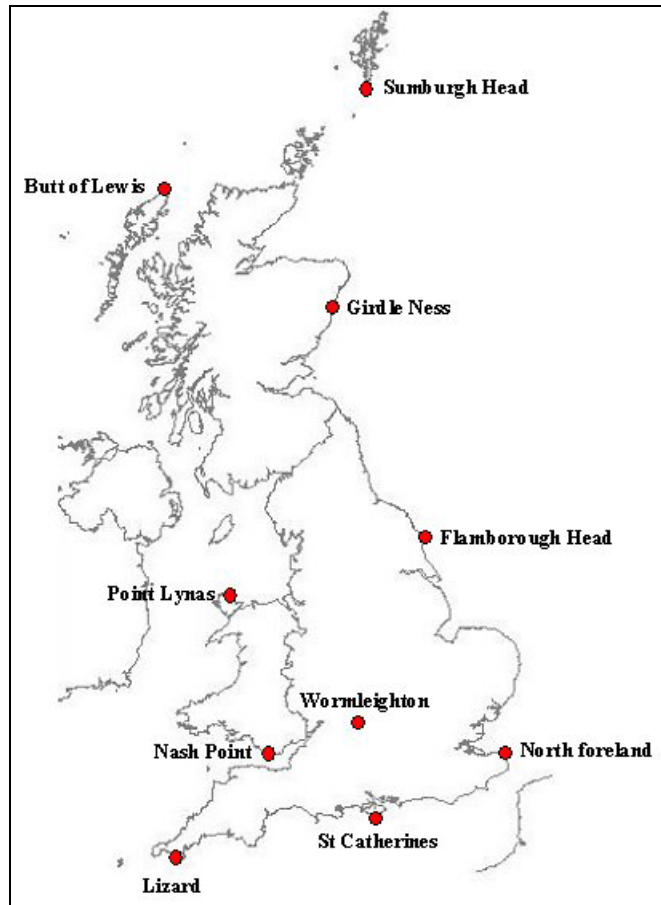 Sumburgh Head
Butt of Lewis
Girdle Ness
Flamborough Head
Point Lynas
Wormleighton
Nash Point
North foreland
St Catherines
Lizard